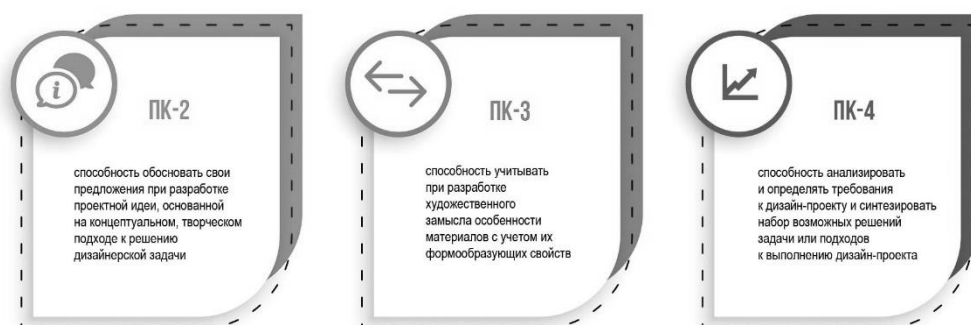 ПК-2
способность обосновать свои
предложения при разработке
проектной идеи, основанной
на концептуальном, творческом
подходе к решению
дизайнерской задачи
ПК-3
способность учитывать
при разработке
художественного
замысла особенности
материалов с учетом их
формообразующих свойств
ПК-4
способность анализировать
и определять требования
к дизайн-проекту и синтезировать
набор возможных решений
задачи или подходов
к выполнению дизайн-проекта